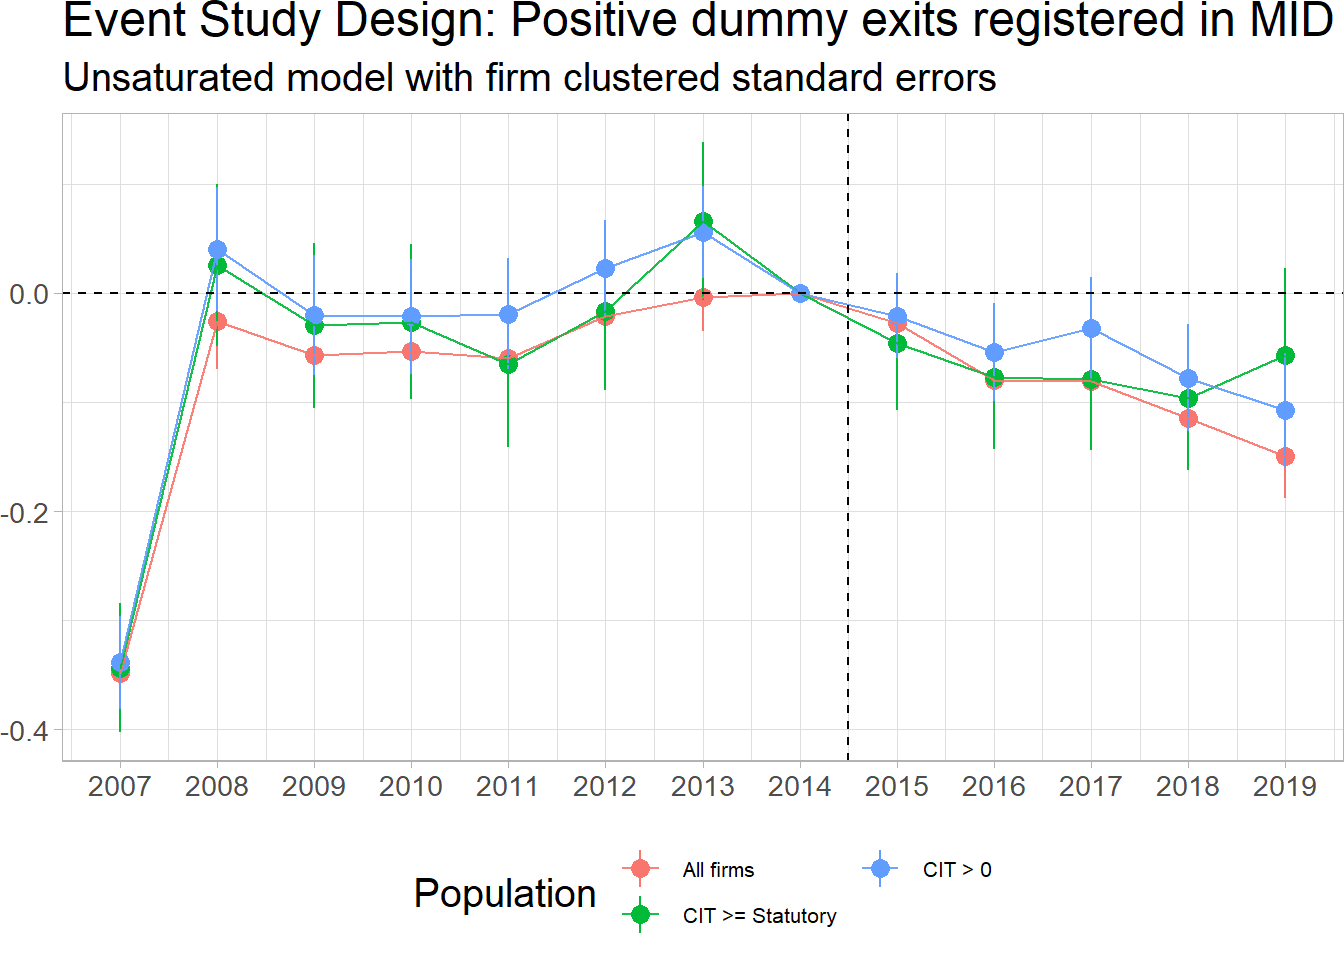 Event Study Design: Positive dummy exits registered in MID
Unsaturated model with firm clustered standard errors
0.0
-0.2
-0.4
2007 2008 2009 2010 2011 2012 2013 2014 2015 2016 2017 2018 2019
Population
All firms
CIT > 0
CIT >= Statutory